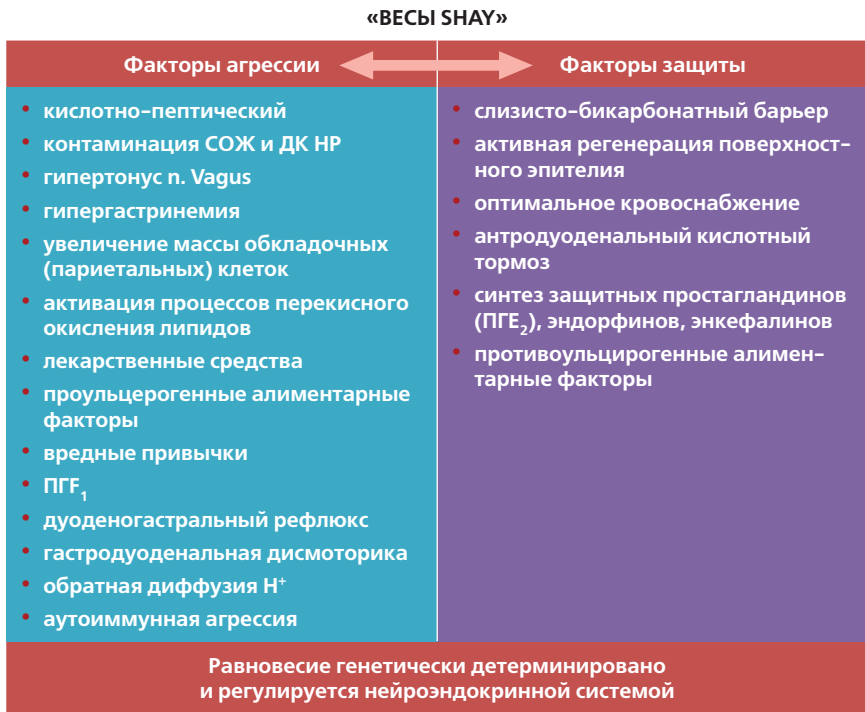 «ВЕСЫ SHAY»
Факторы агрессии
Факторы защиты
• кислотно-пептический
• контаминация СОЖ и ДК HP
• гипертонус n. Vagus
• гипергастринемия
• увеличение массы обкладочных
(париетальных) клеток
• активация процессов перекисного
окисления липидов
• лекарственные средства
• проульцерогенные алиментарные
факторы
• вредные привычки
• ПГF₁
• дуоденогастральный рефлюкс
• гастродуоденальная дисмоторика
• обратная диффузия H⁺
• аутоиммунная агрессия
• слизисто-бикарбонатный барьер
• активная регенерация поверхност-
ного эпителия
• оптимальное кровоснабжение
• антродуоденальный кислотный
тормоз
• синтез защитных простагландинов
(ПГЕ₂), эндорфинов, энкефалинов
• противоульцирогенные алимен-
тарные факторы
Равновесие генетически детерминировано
и регулируется нейроэндокринной системой